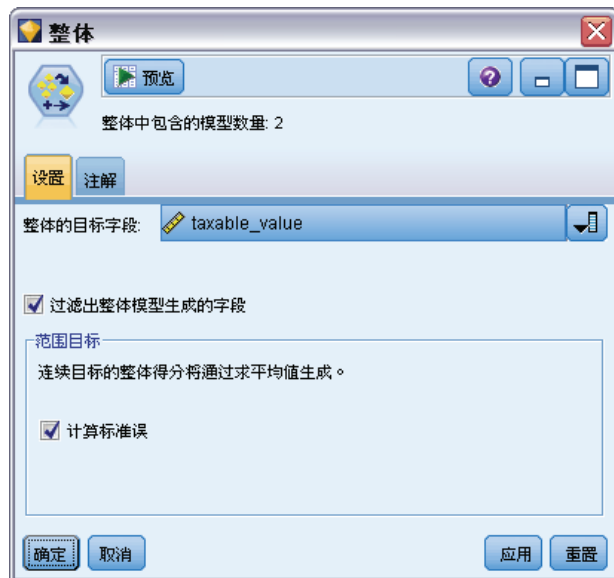 整体
预览
整体中包含的模型数量: 2
设置 注解
整体的目标字段: taxable_value
过滤出整体模型生成的字段
范围目标
连续目标的整体得分将通过求平均值生成。
计算标准误
确定 取消 应用 重置